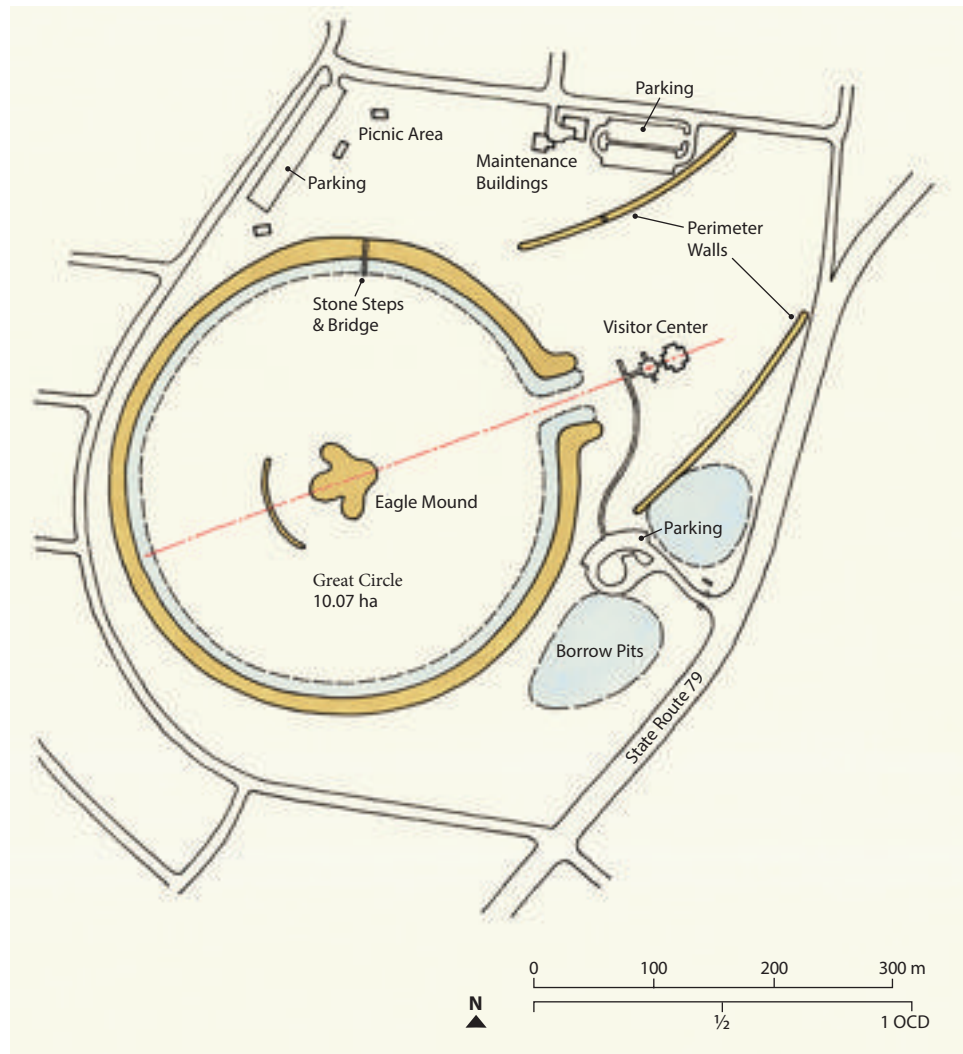 Parking
Picnic Area
Maintenance
Buildings
Parking
Perimeter
Walls
Stone Steps
& Bridge
Visitor Center
Eagle Mound
Parking
Great Circle
10.07 ha
Borrow Pits
State Route 79
0 100 200 300 m
N
½ 1 OCD